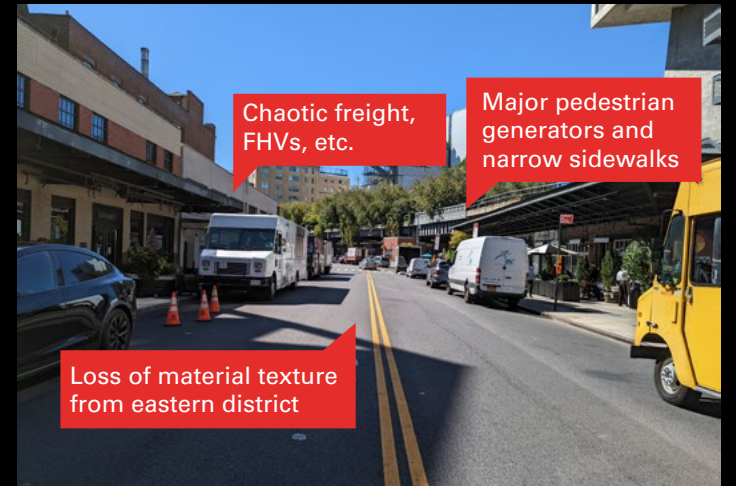 Chaotic freight,
FHVs, etc.
Major pedestrian
generators and
narrow sidewalks
Loss of material texture
from eastern district